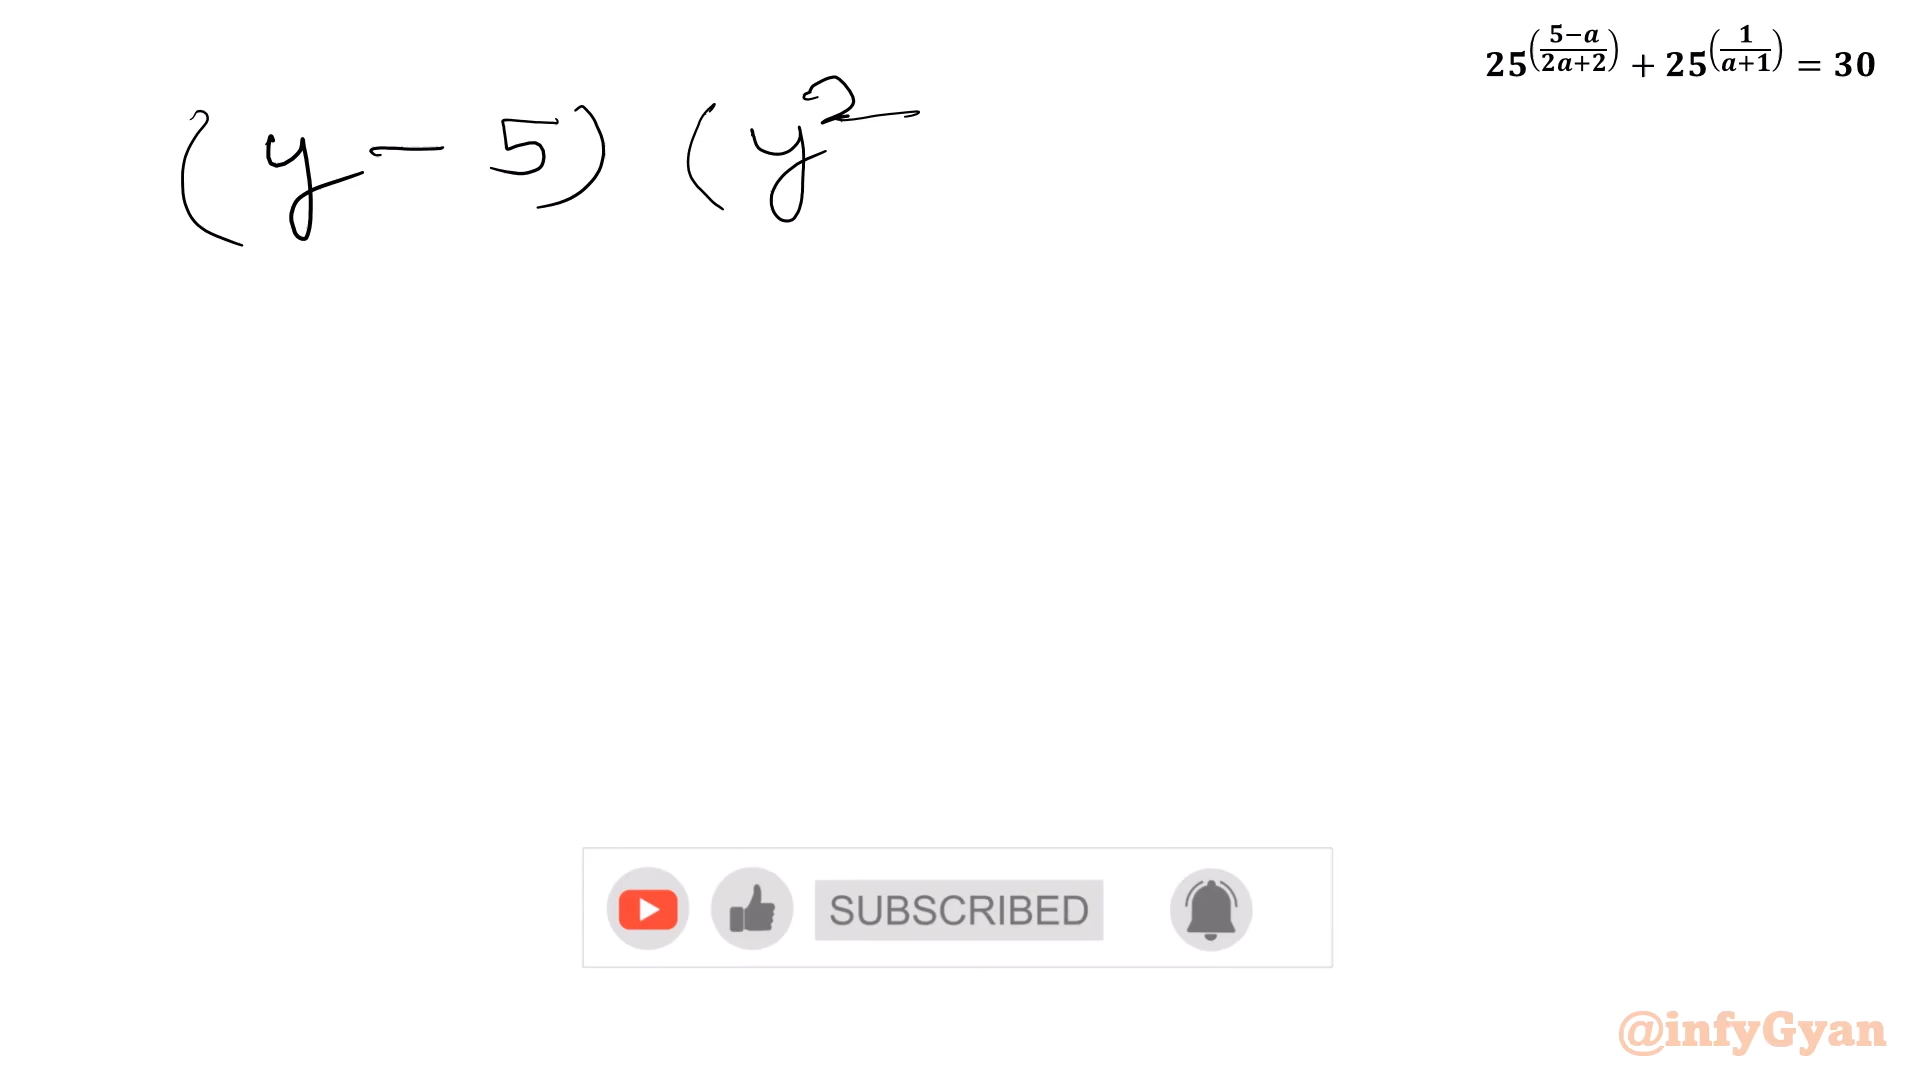 25^((5−a)/(2a+2)) + 25^(1/(a+1)) = 30
(y − 5) (y²
SUBSCRIBED
@infyGyan